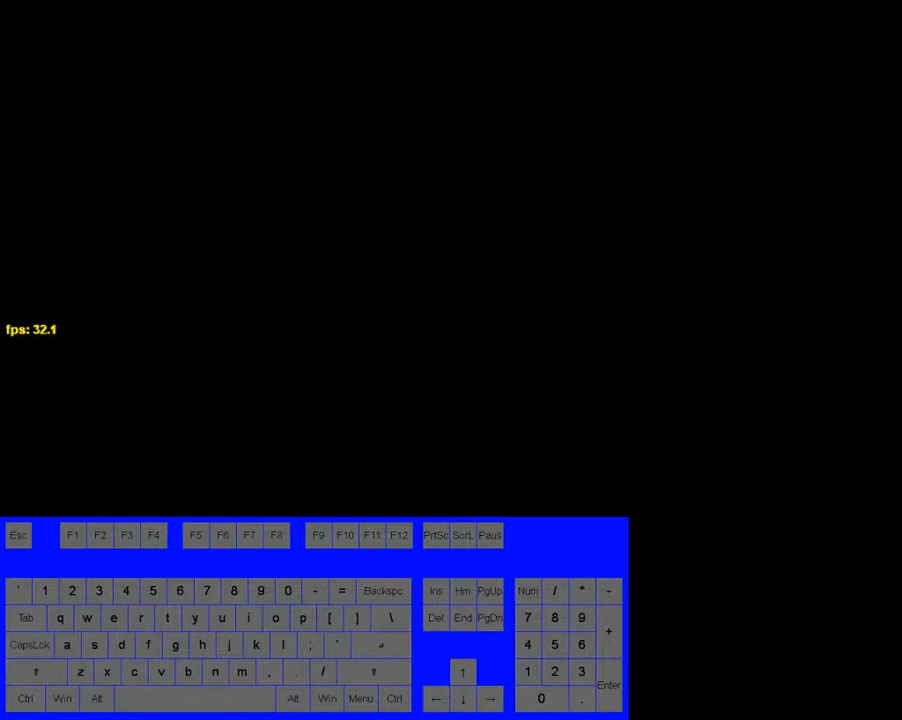 fps: 32.1
Esc F1 F2 F3 F4 F5 F6 F7 F8 F9 F10 F11 F12 PrtSc ScrL Paus
` 1 2 3 4 5 6 7 8 9 0 - = Backspc Ins Hm PgUp Num / * -
Tab q w e r t y u i o p [ ] \ Del End PgDn 7 8 9 +
CapsLck a s d f g h j k l ; ' ↵ 4 5 6
⇧ z x c v b n m , . / ⇧ ↑ 1 2 3 Enter
Ctrl Win Alt Alt Win Menu Ctrl ← ↓ → 0 .